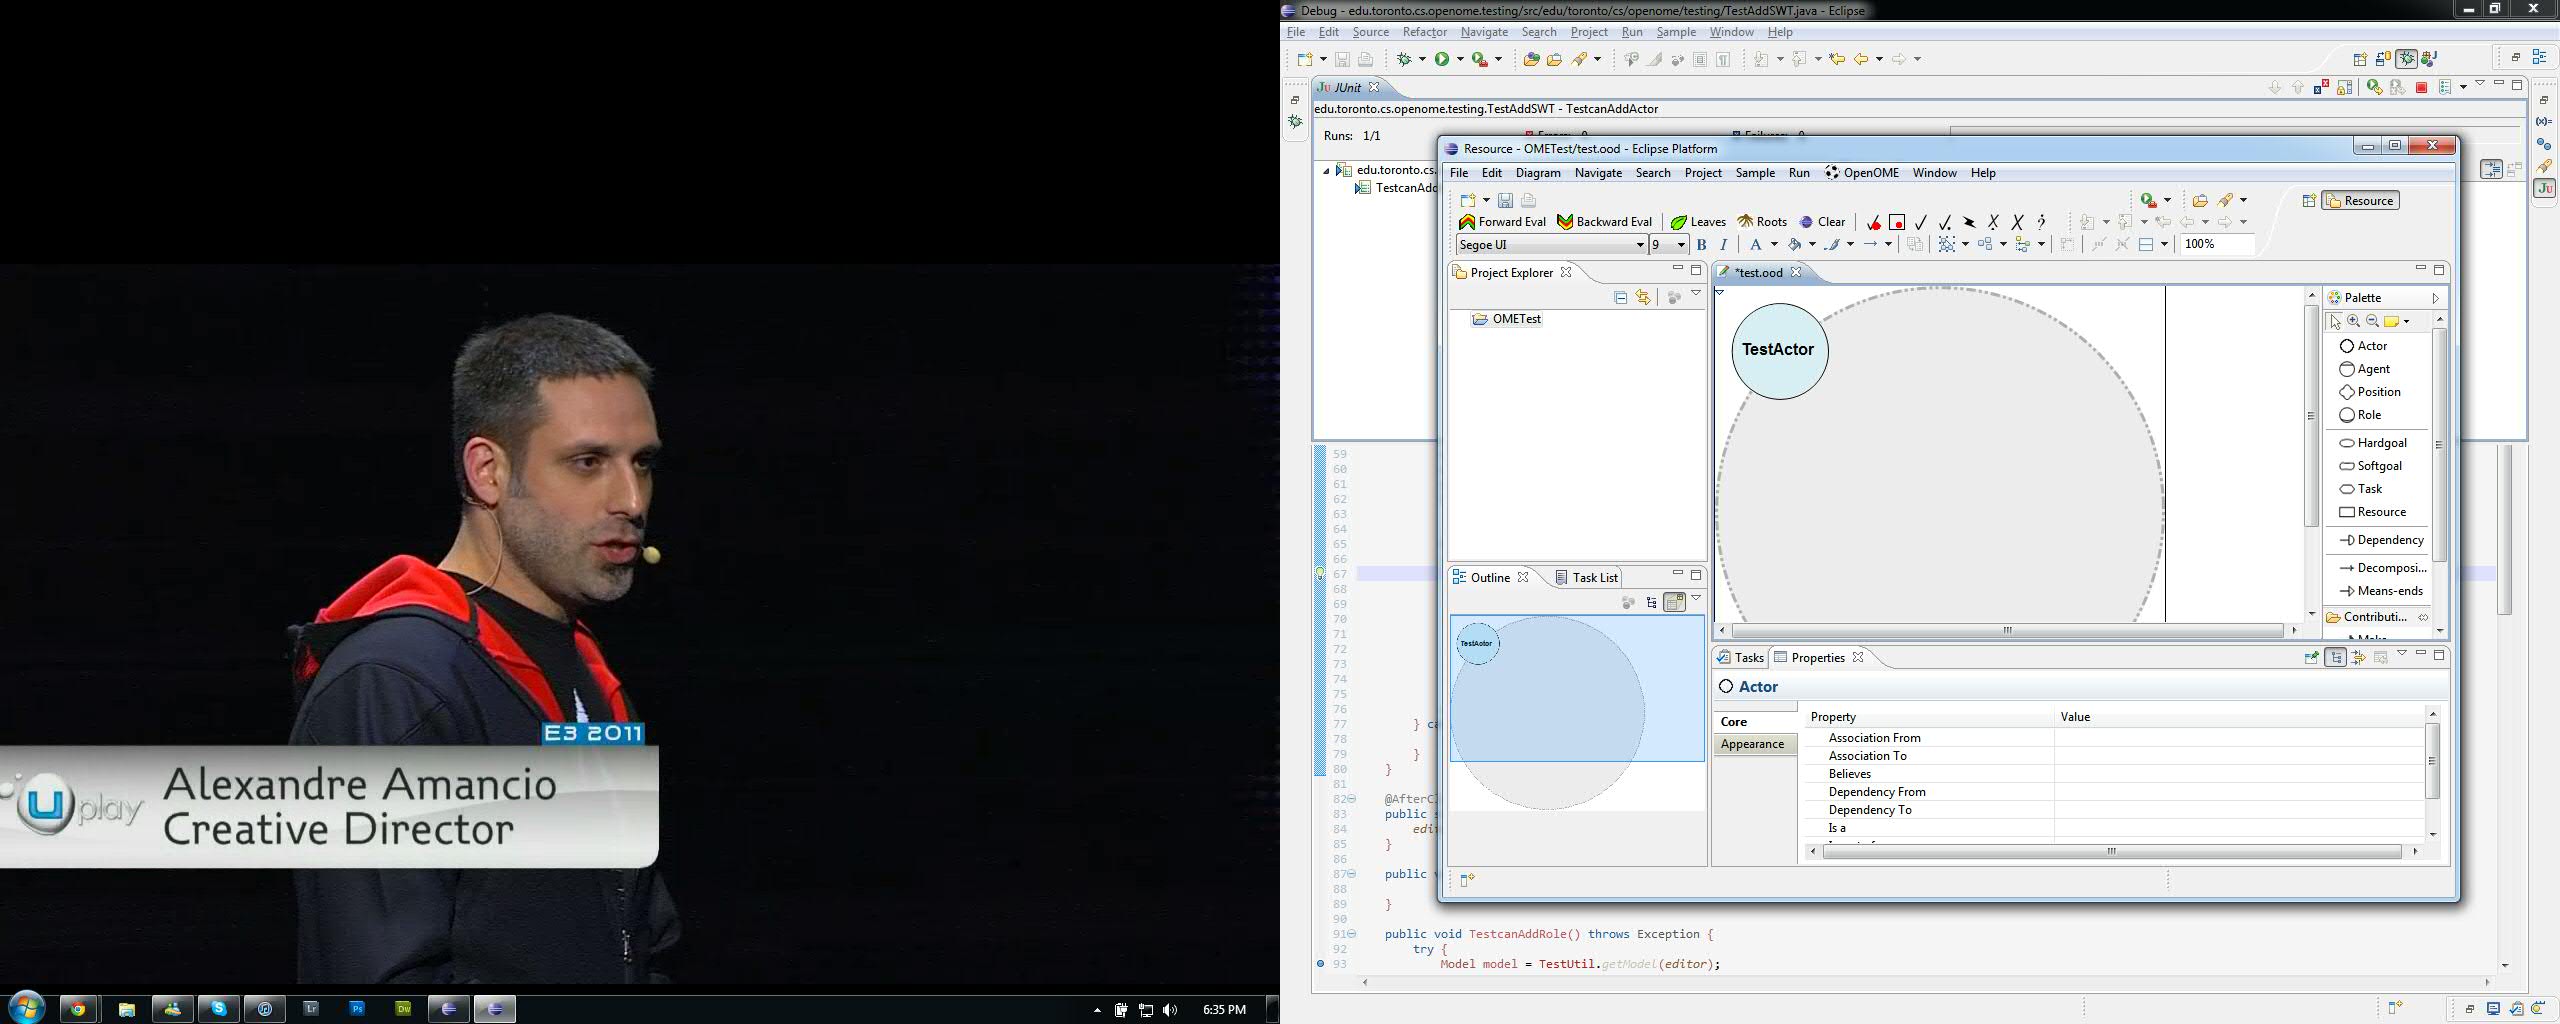 E3 2011
Uplay
Alexandre Amancio
Creative Director
Lr
Ps
Dw
6:35 PM
Debug - edu.toronto.cs.openome.testing/src/edu/toronto/cs/openome/testing/TestAddSWT.java - Eclipse
File Edit Source Refactor Navigate Search Project Run Sample Window Help
JU JUnit
edu.toronto.cs.openome.testing.TestAddSWT - TestcanAddActor
Runs: 1/1
Errors: 0
Failures: 0
edu.toronto.cs.
TestcanAdd
Resource - OMETest/test.ood - Eclipse Platform
File Edit Diagram Navigate Search Project Sample Run OpenOME Window Help
Resource
Forward Eval Backward Eval Leaves Roots Clear
Segoe UI 9 B I A 100%
Project Explorer
OMETest
*test.ood
TestActor
Palette
Actor
Agent
Position
Role
Hardgoal
Softgoal
Task
Resource
Dependency
Decomposi...
Means-ends
Contributi...
Outline Task List
TestActor
Tasks Properties
Actor
Core
Appearance
Property Value
Association From
Association To
Believes
Dependency From
Dependency To
Is a
59
60
61
62
63
64
65
66
67
68
69
70
71
72
73
74
75
76
77 } ca
78
79 }
80 }
81
82 @AfterCl
83 public s
84 edit
85 }
86
87 public v
88
89 }
90
91 public void TestcanAddRole() throws Exception {
92 try {
93 Model model = TestUtil.getModel(editor);